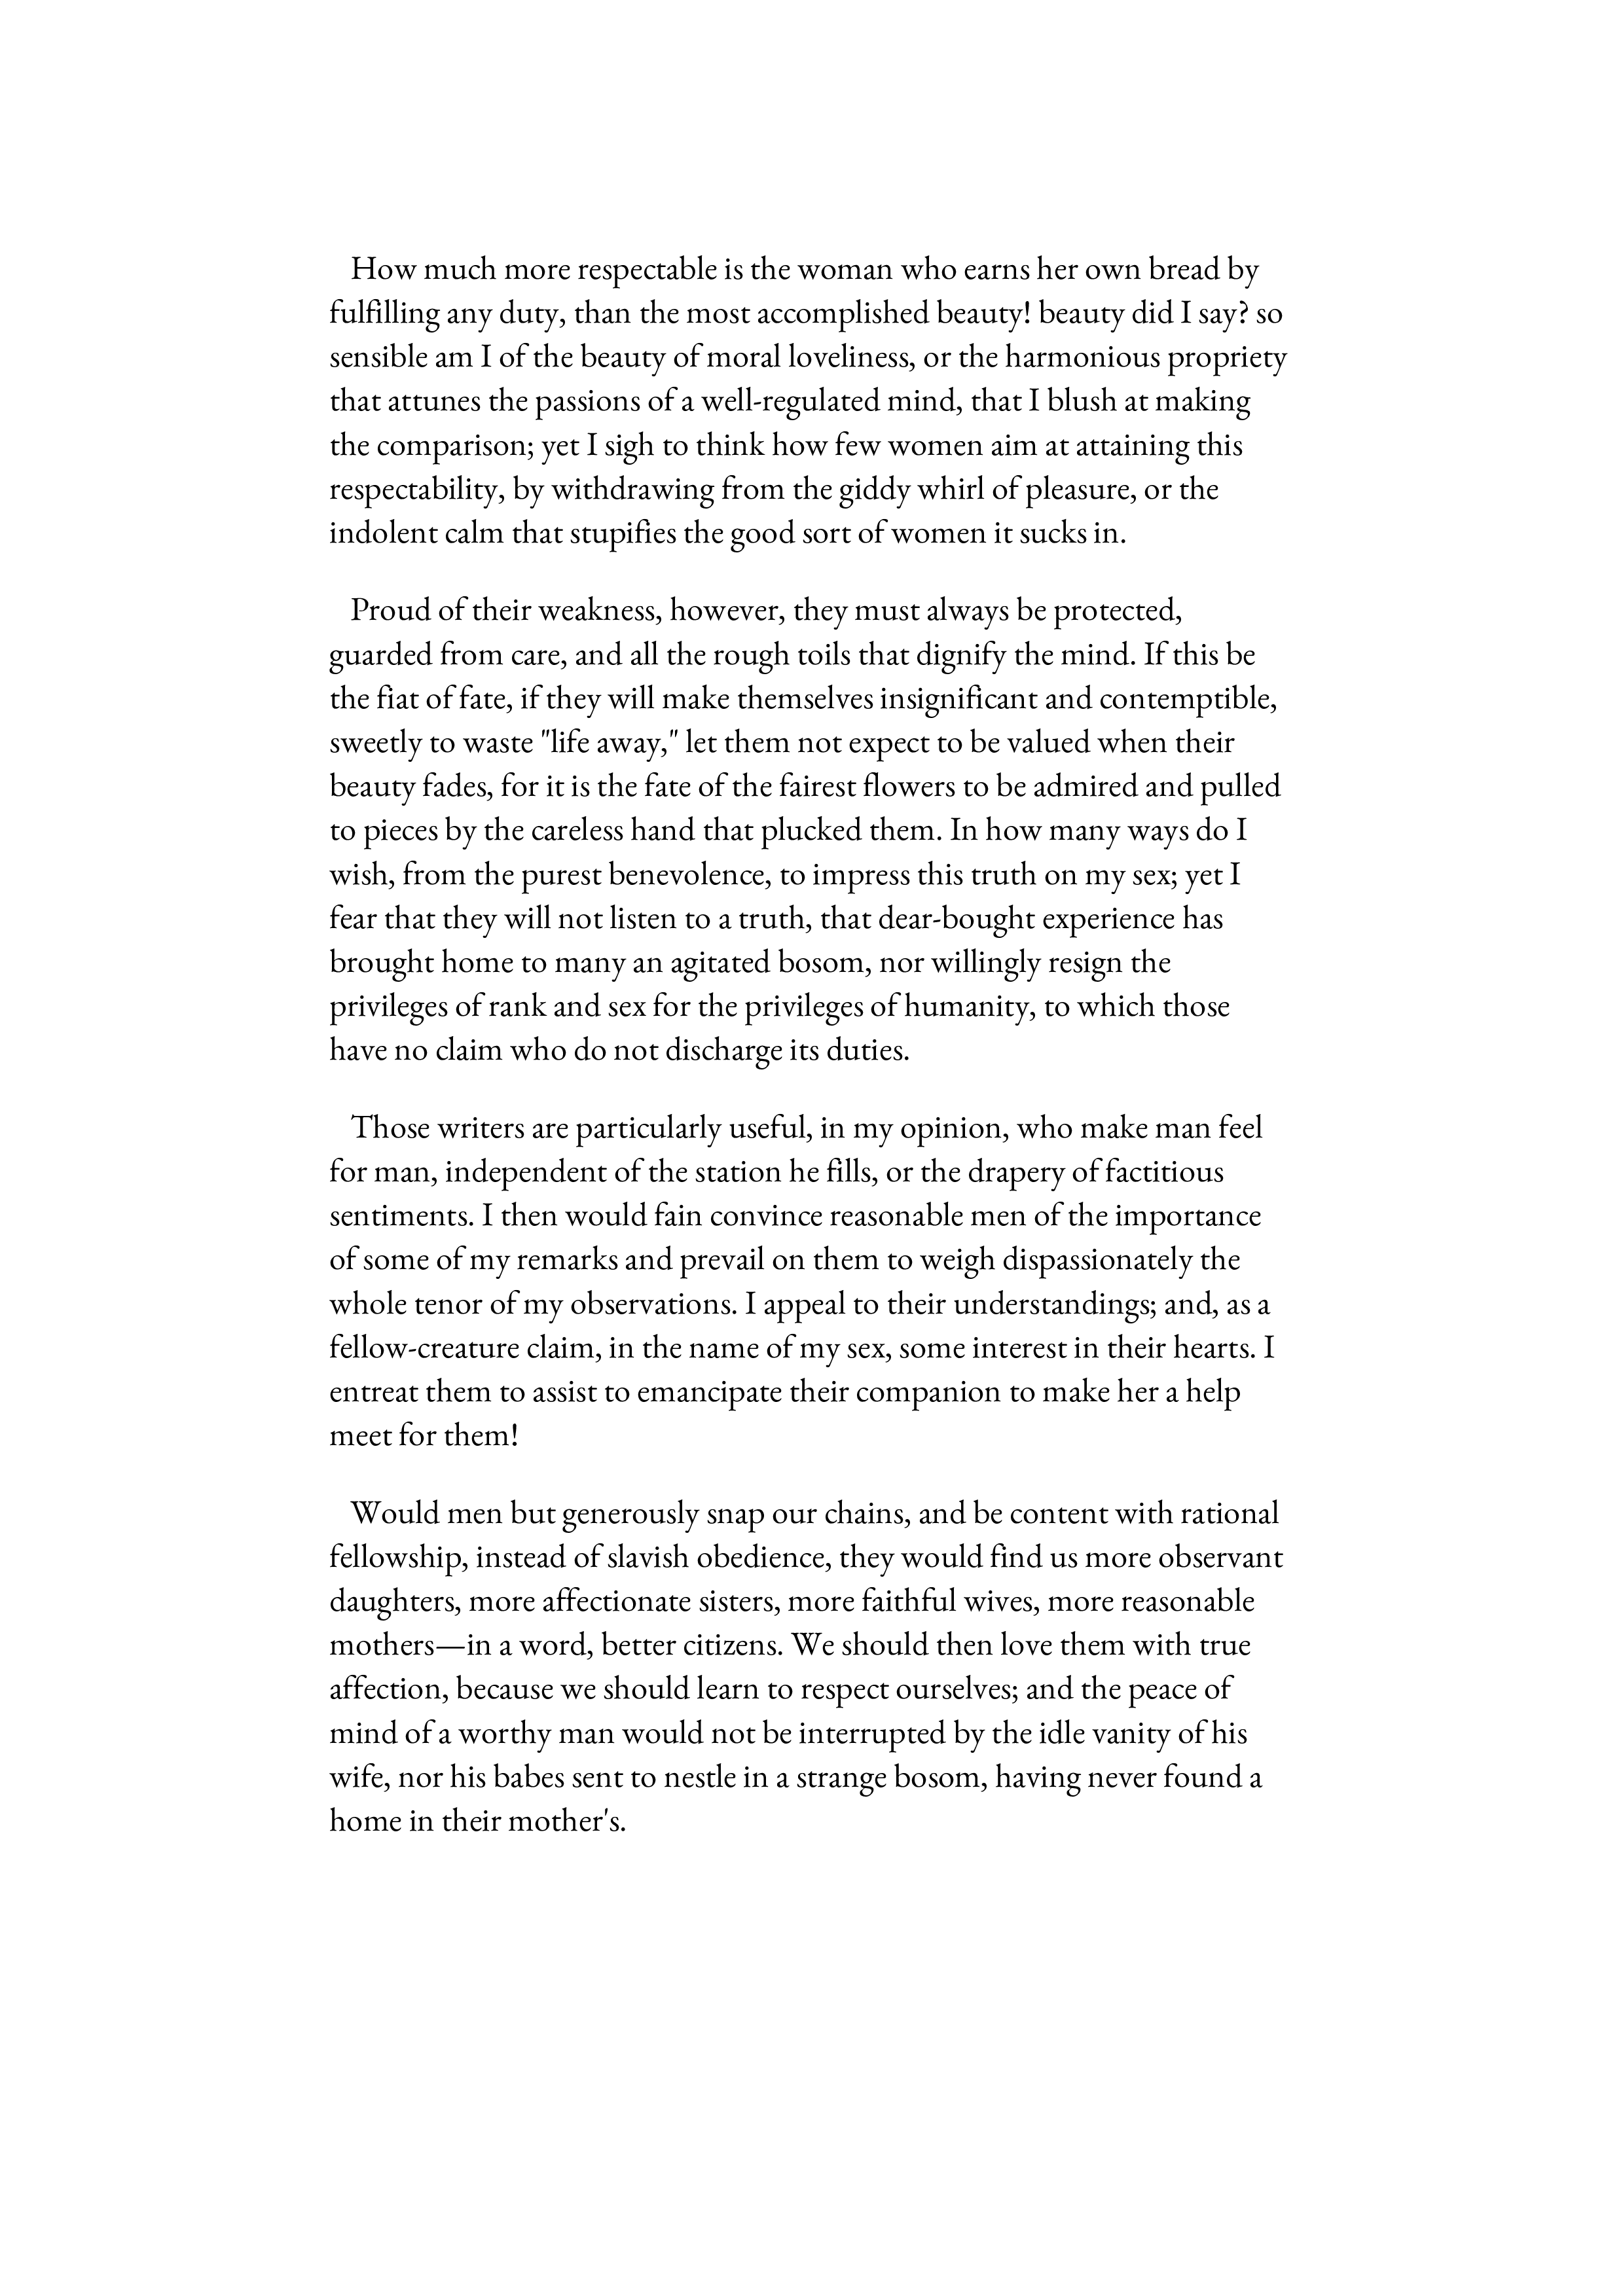 How much more respectable is the woman who earns her own bread by
fulfilling any duty, than the most accomplished beauty! beauty did I say? so
sensible am I of the beauty of moral loveliness, or the harmonious propriety
that attunes the passions of a well-regulated mind, that I blush at making
the comparison; yet I sigh to think how few women aim at attaining this
respectability, by withdrawing from the giddy whirl of pleasure, or the
indolent calm that stupifies the good sort of women it sucks in.
Proud of their weakness, however, they must always be protected,
guarded from care, and all the rough toils that dignify the mind. If this be
the fiat of fate, if they will make themselves insignificant and contemptible,
sweetly to waste "life away," let them not expect to be valued when their
beauty fades, for it is the fate of the fairest flowers to be admired and pulled
to pieces by the careless hand that plucked them. In how many ways do I
wish, from the purest benevolence, to impress this truth on my sex; yet I
fear that they will not listen to a truth, that dear-bought experience has
brought home to many an agitated bosom, nor willingly resign the
privileges of rank and sex for the privileges of humanity, to which those
have no claim who do not discharge its duties.
Those writers are particularly useful, in my opinion, who make man feel
for man, independent of the station he fills, or the drapery of factitious
sentiments. I then would fain convince reasonable men of the importance
of some of my remarks and prevail on them to weigh dispassionately the
whole tenor of my observations. I appeal to their understandings; and, as a
fellow-creature claim, in the name of my sex, some interest in their hearts. I
entreat them to assist to emancipate their companion to make her a help
meet for them!
Would men but generously snap our chains, and be content with rational
fellowship, instead of slavish obedience, they would find us more observant
daughters, more affectionate sisters, more faithful wives, more reasonable
mothers—in a word, better citizens. We should then love them with true
affection, because we should learn to respect ourselves; and the peace of
mind of a worthy man would not be interrupted by the idle vanity of his
wife, nor his babes sent to nestle in a strange bosom, having never found a
home in their mother's.